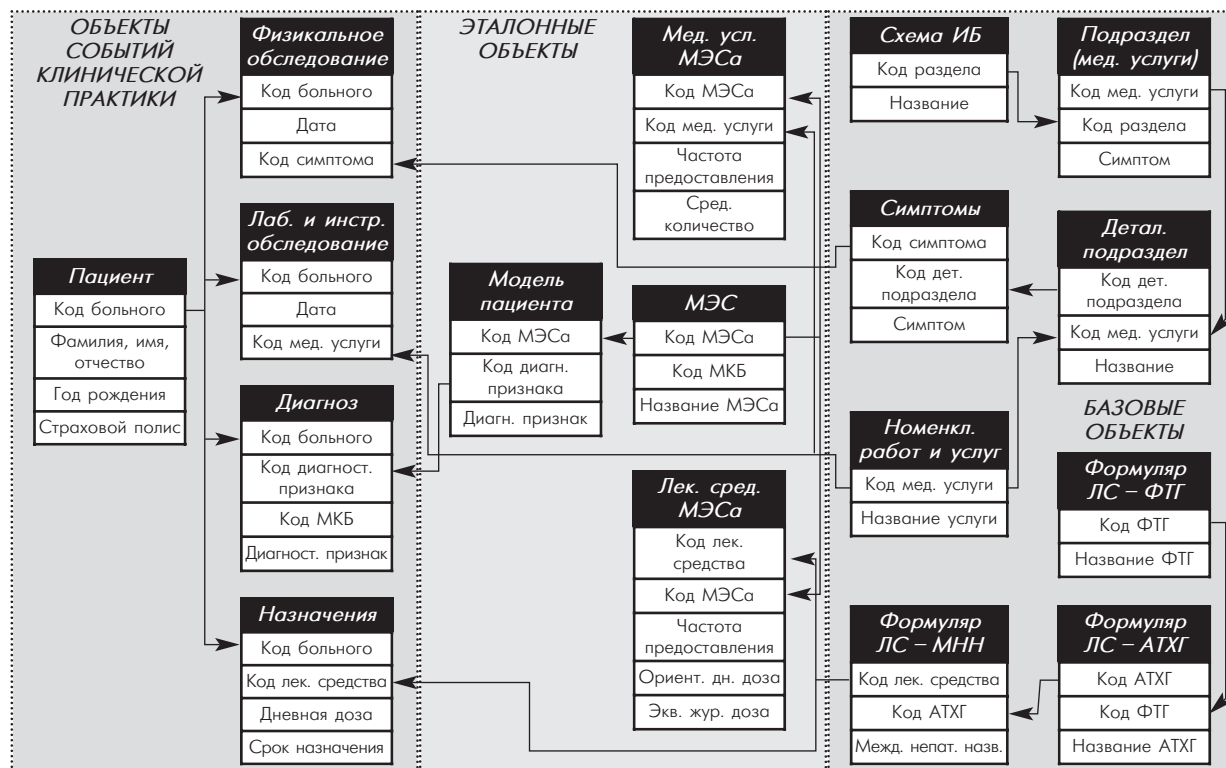 ОБЪЕКТЫ
СОБЫТИЙ
КЛИНИЧЕСКОЙ
ПРАКТИКИ
Пациент
Код больного
Фамилия, имя,
отчество
Год рождения
Страховой полис
Физикальное
обследование
Код больного
Дата
Код симптома
Лаб. и инстр.
обследование
Код больного
Дата
Код мед. услуги
Диагноз
Код больного
Код диагност.
признака
Код МКБ
Диагност. признак
Назначения
Код больного
Код лек. средства
Дневная доза
Срок назначения
ЭТАЛОННЫЕ
ОБЪЕКТЫ
Модель
пациента
Код МЭСа
Код диагн.
признака
Диагн. признак
Мед. усл.
МЭСа
Код МЭСа
Код мед. услуги
Частота
предоставления
Сред.
количество
МЭС
Код МЭСа
Код МКБ
Название МЭСа
Лек. сред.
МЭСа
Код лек.
средства
Код МЭСа
Частота
предоставления
Ориент. дн. доза
Экв. жур. доза
Схема ИБ
Код раздела
Название
Симптомы
Код симптома
Код дет.
подраздела
Симптом
Номенкл.
работ и услуг
Код мед. услуги
Название услуги
Формуляр
ЛС – МНН
Код лек. средства
Код АТХГ
Межд. непат. назв.
Подраздел
(мед. услуги)
Код мед. услуги
Код раздела
Симптом
Детал.
подраздел
Код дет.
подраздела
Код мед. услуги
Название
БАЗОВЫЕ
ОБЪЕКТЫ
Формуляр
ЛС – ФТГ
Код ФТГ
Название ФТГ
Формуляр
ЛС – АТХГ
Код АТХГ
Код ФТГ
Название АТХГ